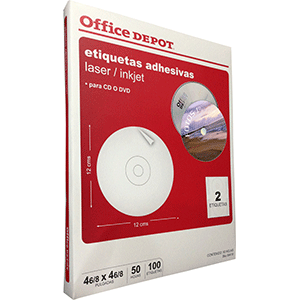 Office DEPOT
etiquetas adhesivas
laser / inkjet
• para CD O DVD
12 cms
12 cms
2
ETIQUETAS
4 6/8 x 4 6/8
PULGADAS
50
HOJAS
100
ETIQUETAS